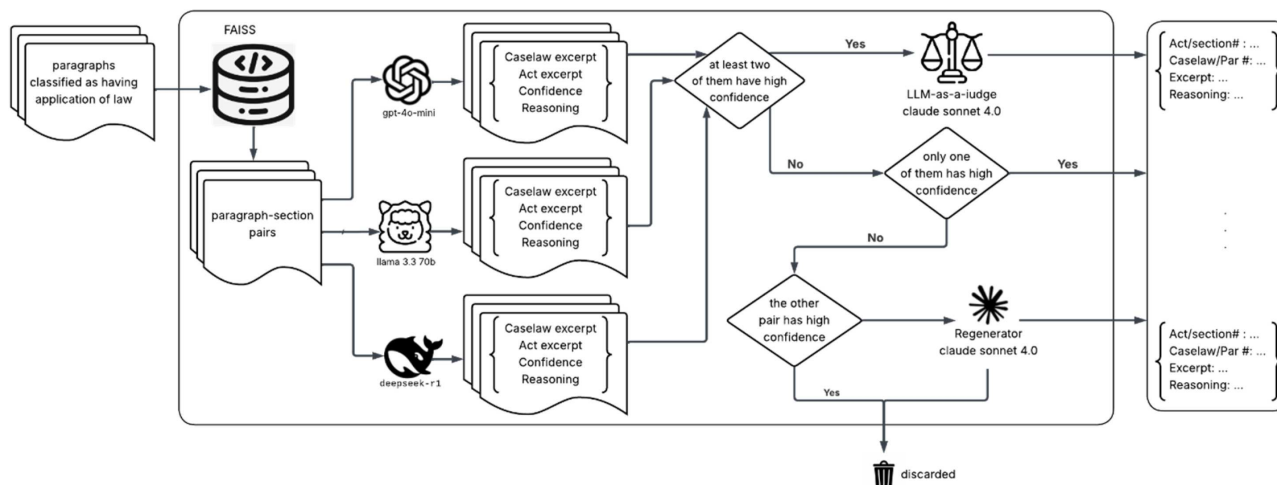 FAISS
paragraphs
classified as having
application of law
paragraph-section
pairs
gpt-4o-mini
llama 3.3 70b
deepseek-r1
Caselaw excerpt
Act excerpt
Confidence
Reasoning
Caselaw excerpt
Act excerpt
Confidence
Reasoning
Caselaw excerpt
Act excerpt
Confidence
Reasoning
at least two
of them have high
confidence
Yes
LLM-as-a-iudge
claude sonnet 4.0
No
only one
of them has high
confidence
Yes
No
the other
pair has high
confidence
Regenerator
claude sonnet 4.0
Yes
discarded
Act/section# : ...
Caselaw/Par #: ...
Excerpt: ...
Reasoning: ...
.
.
.
Act/section# : ...
Caselaw/Par #: ...
Excerpt: ...
Reasoning: ...